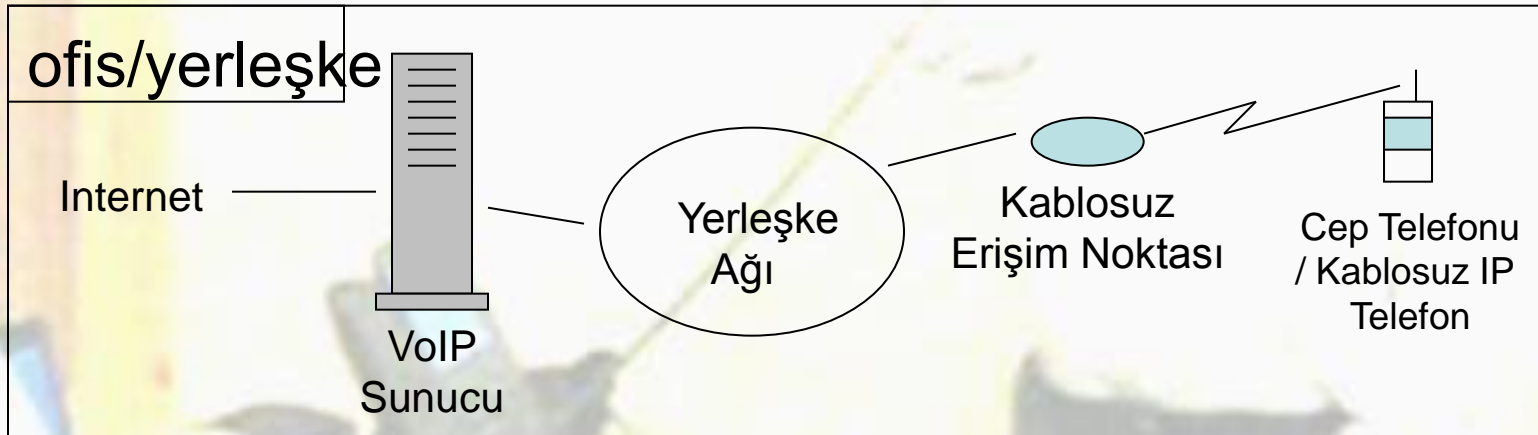 ofis/yerleşke
Internet
VoIP
Sunucu
Yerleşke
Ağı
Kablosuz
Erişim Noktası
Cep Telefonu
/ Kablosuz IP
Telefon